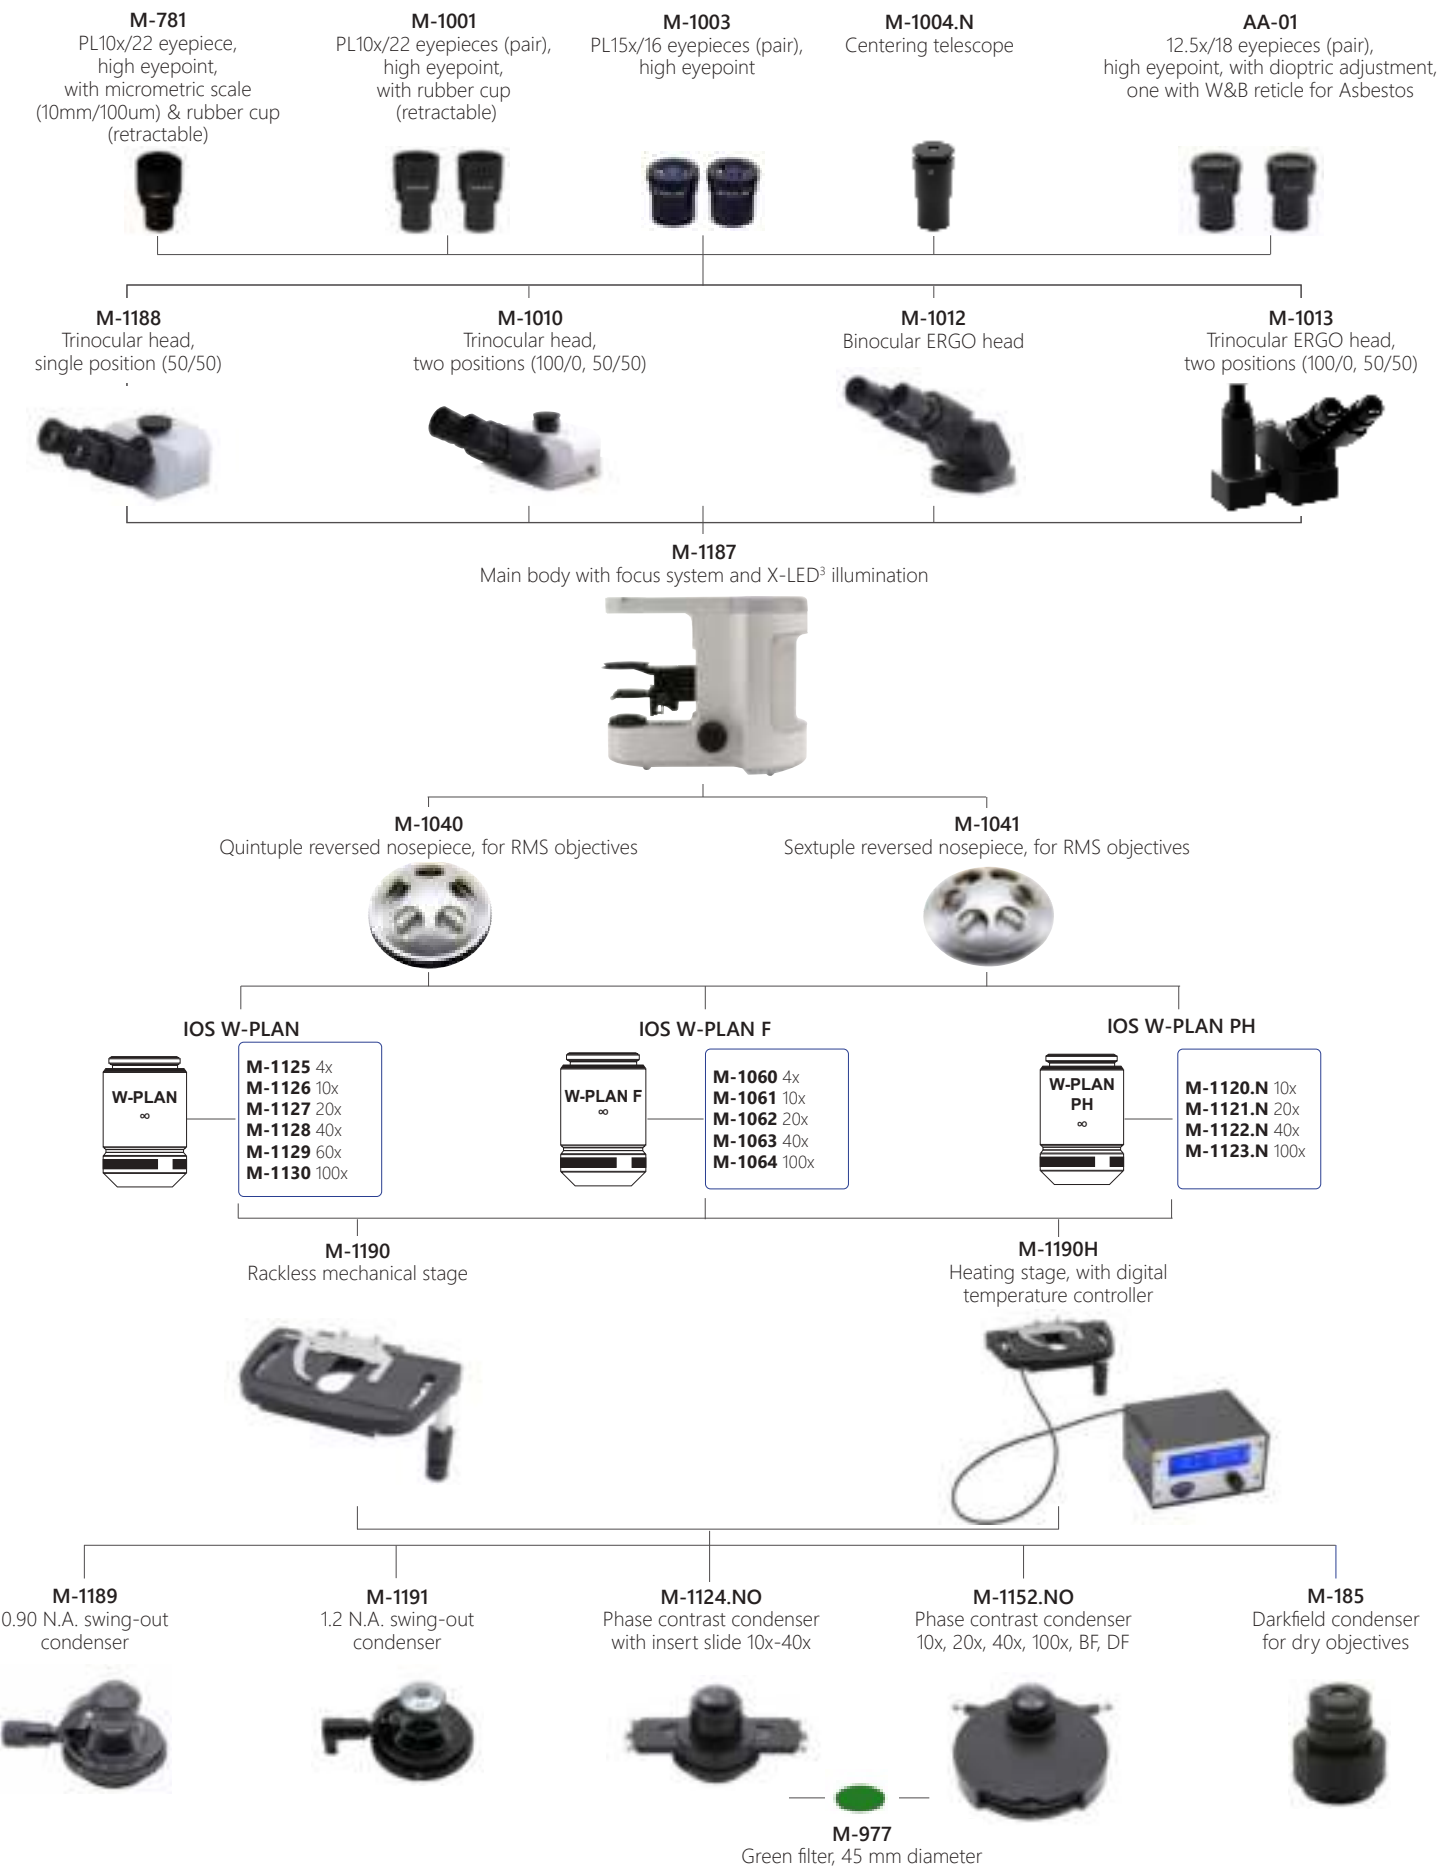 M-781
PL10x/22 eyepiece,
high eyepoint,
with micrometric scale
(10mm/100um) & rubber cup
(retractable)
M-1001
PL10x/22 eyepieces (pair),
high eyepoint,
with rubber cup
(retractable)
M-1003
PL15x/16 eyepieces (pair),
high eyepoint
M-1004.N
Centering telescope
AA-01
12.5x/18 eyepieces (pair),
high eyepoint, with dioptric adjustment,
one with W&B reticle for Asbestos
M-1188
Trinocular head,
single position (50/50)
M-1010
Trinocular head,
two positions (100/0, 50/50)
M-1012
Binocular ERGO head
M-1013
Trinocular ERGO head,
two positions (100/0, 50/50)
M-1187
Main body with focus system and X-LED³ illumination
M-1040
Quintuple reversed nosepiece, for RMS objectives
M-1041
Sextuple reversed nosepiece, for RMS objectives
IOS W-PLAN
W-PLAN
∞
M-1125 4x
M-1126 10x
M-1127 20x
M-1128 40x
M-1129 60x
M-1130 100x
IOS W-PLAN F
W-PLAN F
∞
M-1060 4x
M-1061 10x
M-1062 20x
M-1063 40x
M-1064 100x
IOS W-PLAN PH
W-PLAN
PH
∞
M-1120.N 10x
M-1121.N 20x
M-1122.N 40x
M-1123.N 100x
M-1190
Rackless mechanical stage
M-1190H
Heating stage, with digital
temperature controller
M-1189
0.90 N.A. swing-out
condenser
M-1191
1.2 N.A. swing-out
condenser
M-1124.NO
Phase contrast condenser
with insert slide 10x-40x
M-1152.NO
Phase contrast condenser
10x, 20x, 40x, 100x, BF, DF
M-185
Darkfield condenser
for dry objectives
M-977
Green filter, 45 mm diameter